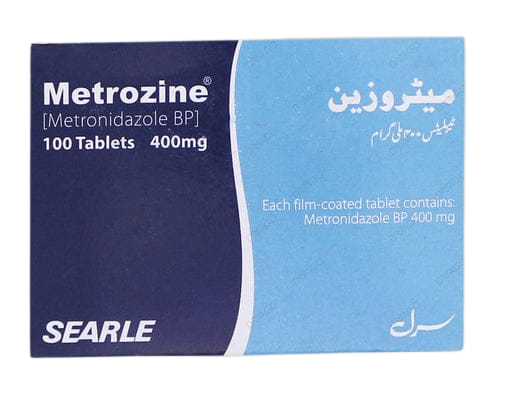 Metrozine®
[Metronidazole BP]
100 Tablets 400mg
SEARLE
میٹروزین
ٹیبلیٹس ۴۰۰ ملی گرام
Each film-coated tablet contains:
Metronidazole BP 400 mg
سرل